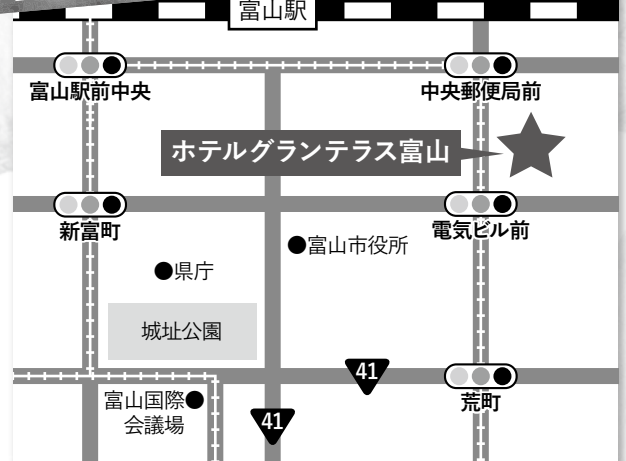 富山駅
富山駅前中央
中央郵便局前
ホテルグランテラス富山
新富町
電気ビル前
●富山市役所
●県庁
城址公園
41
荒町
富山国際●
会議場
41